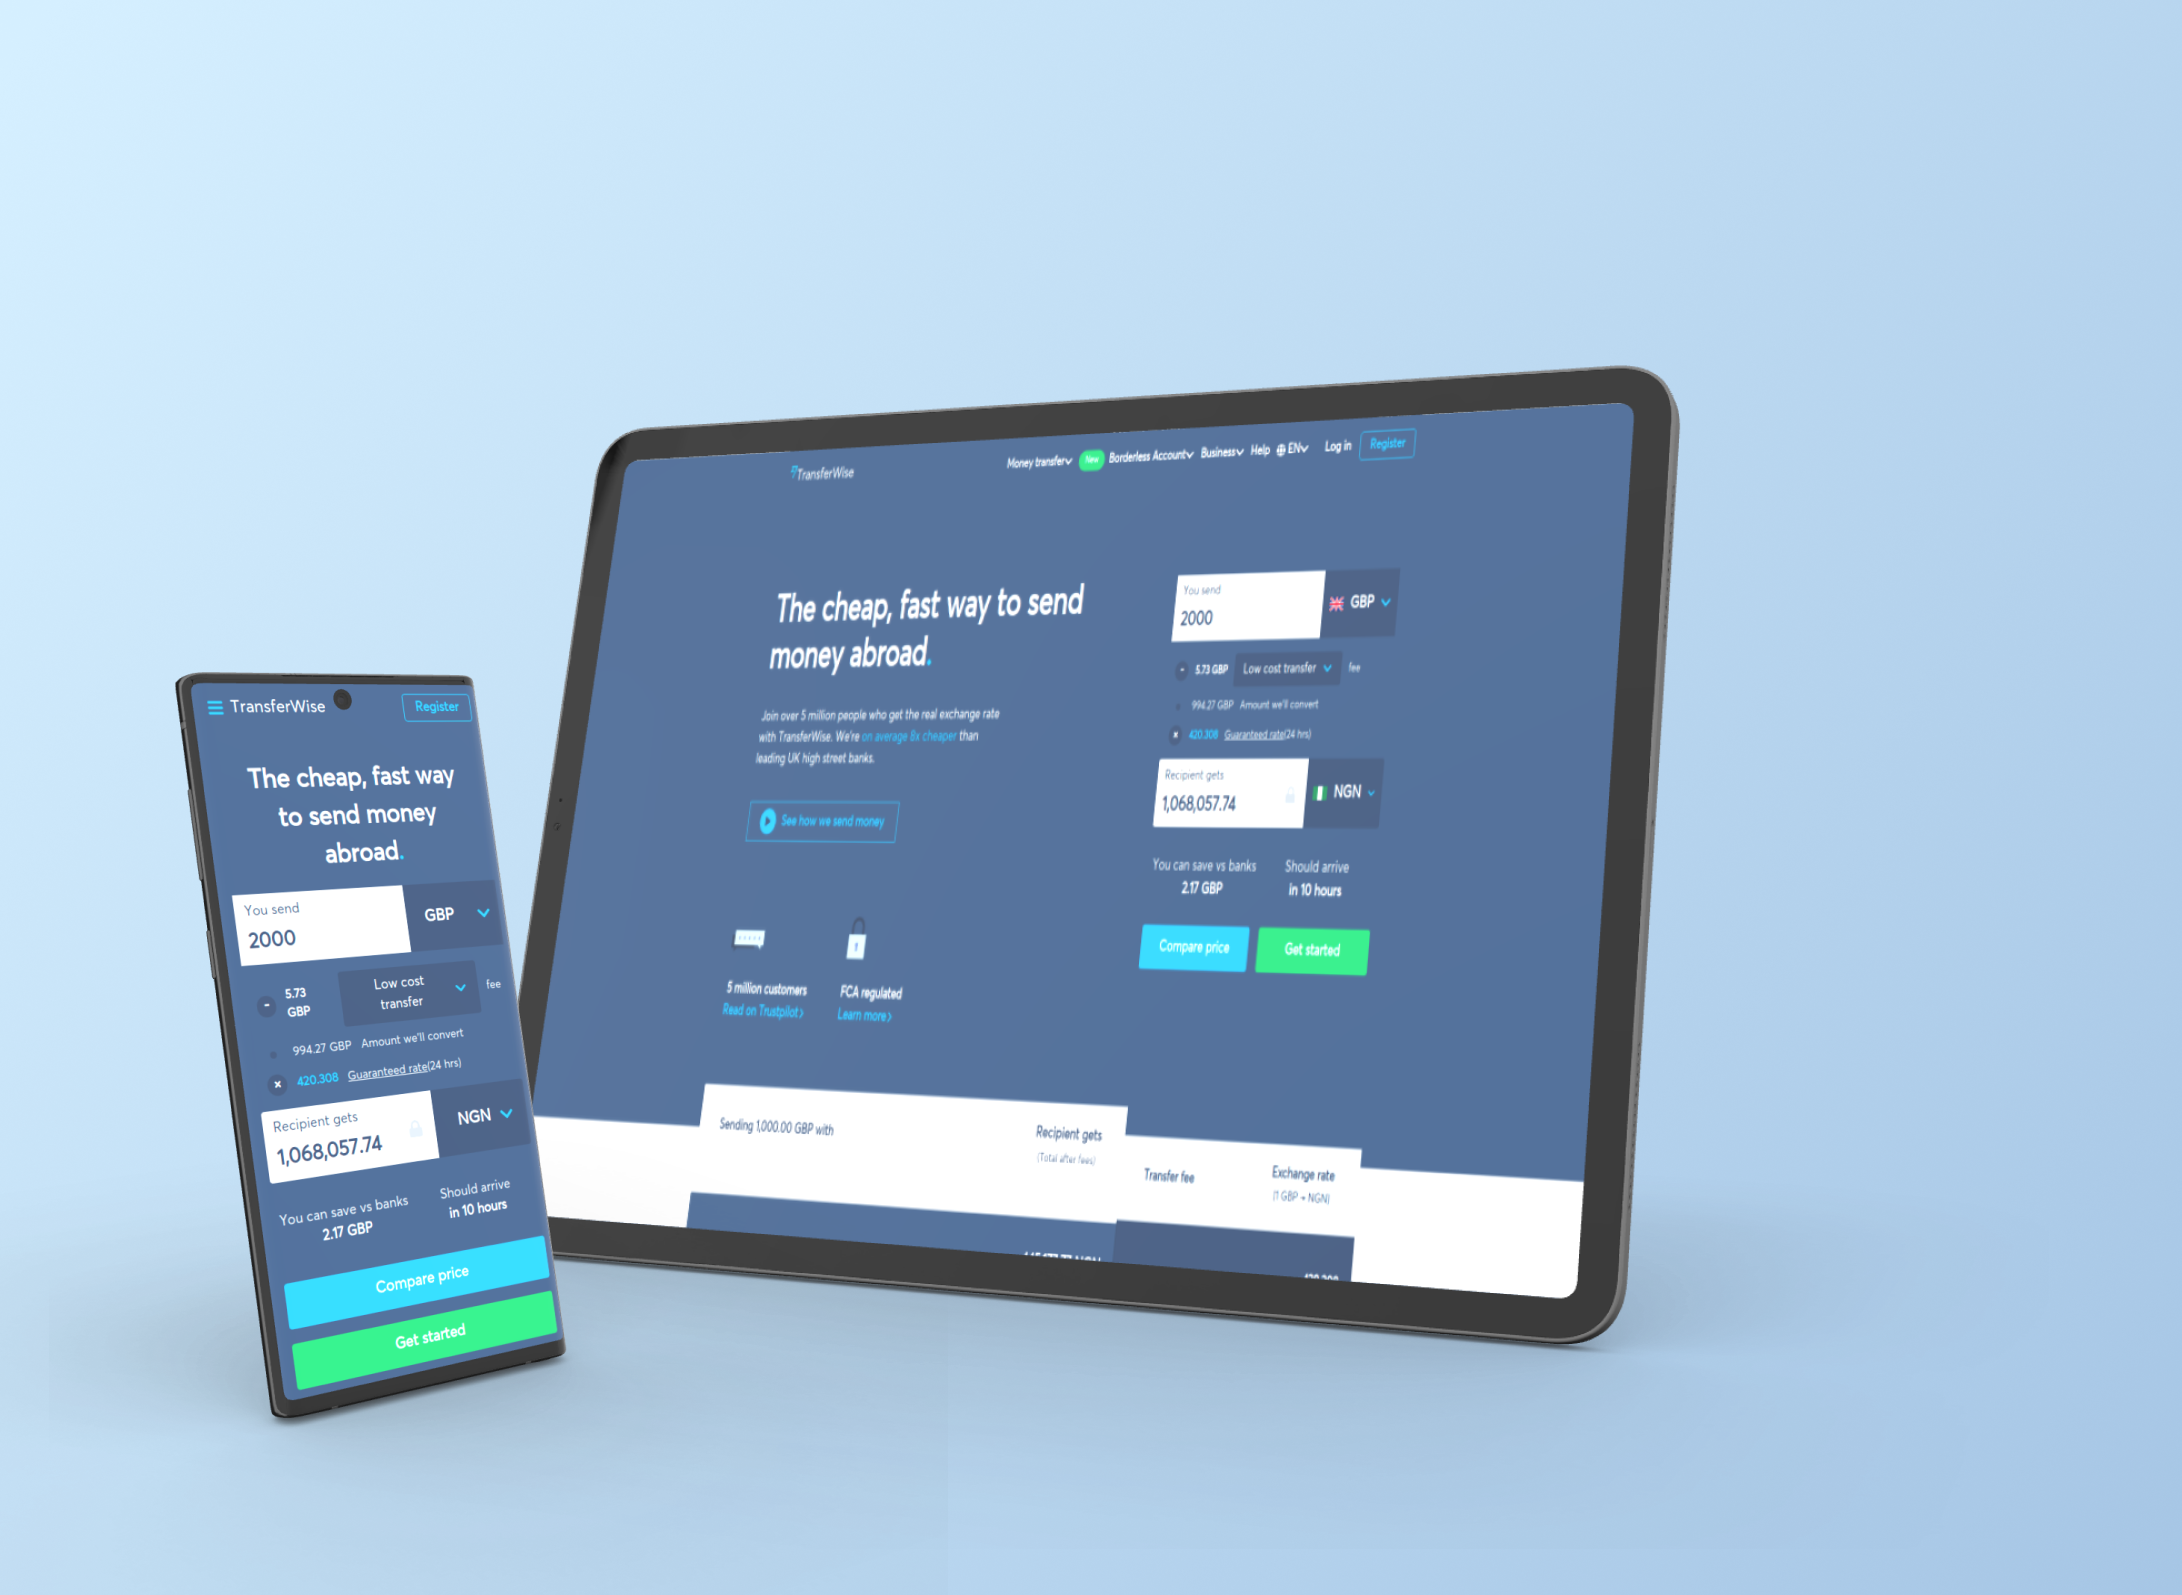 TransferWise
Register
The cheap, fast way
to send money
abroad.
You send
2000
GBP
-
5.73
GBP
Low cost
transfer
fee
994.27 GBP Amount we'll convert
×
420.308 Guaranteed rate(24 hrs)
Recipient gets
1,068,057.74
NGN
You can save vs banks
2.17 GBP
Should arrive
in 10 hours
Compare price
Get started
TransferWise
Money transfer New Borderless Account Business Help EN Log in Register
The cheap, fast way to send
money abroad.
Join over 5 million people who get the real exchange rate
with TransferWise. We're on average 8x cheaper than
leading UK high street banks.
See how we send money
5 million customers
Read on Trustpilot>
1
FCA regulated
Learn more>
You send
2000
GBP
- 5.73 GBP Low cost transfer fee
994.27 GBP Amount we'll convert
× 420.308 Guaranteed rate(24 hrs)
Recipient gets
1,068,057.74
NGN
You can save vs banks
2.17 GBP
Should arrive
in 10 hours
Compare price
Get started
Sending 1,000.00 GBP with
Recipient gets
(Total after fees)
Transfer fee
Exchange rate
(1 GBP → NGN)
420.308